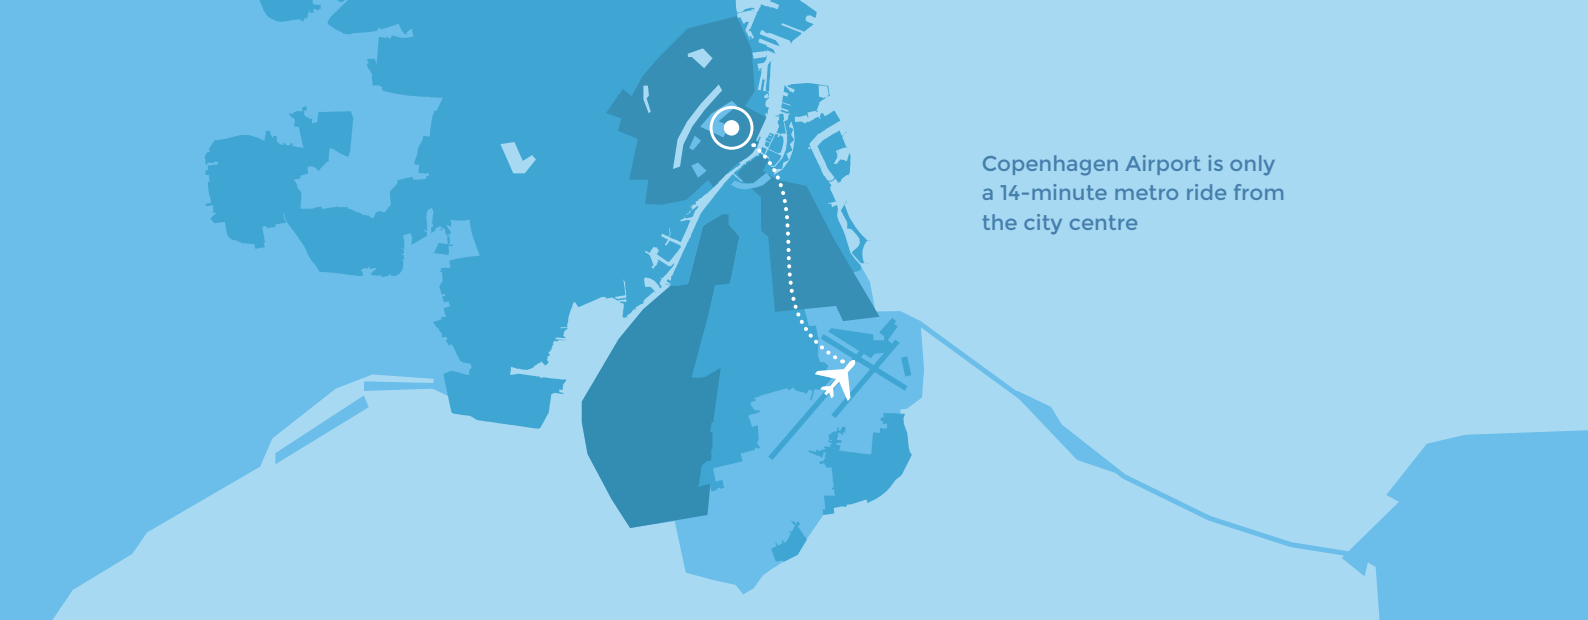 Copenhagen Airport is only
a 14-minute metro ride from
the city centre